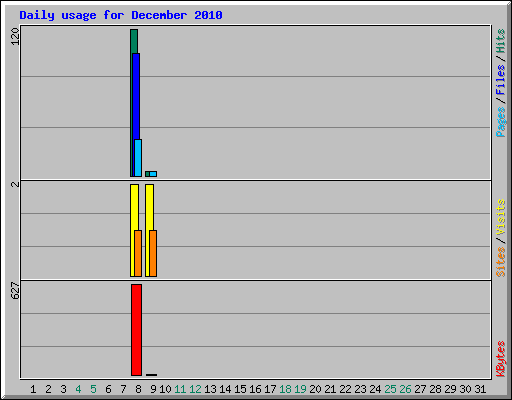 Daily usage for December 2010
120
2
627
Pages/Files/Hits
Sites/Visits
KBytes
1 2 3 4 5 6 7 8 9 10 11 12 13 14 15 16 17 18 19 20 21 22 23 24 25 26 27 28 29 30 31